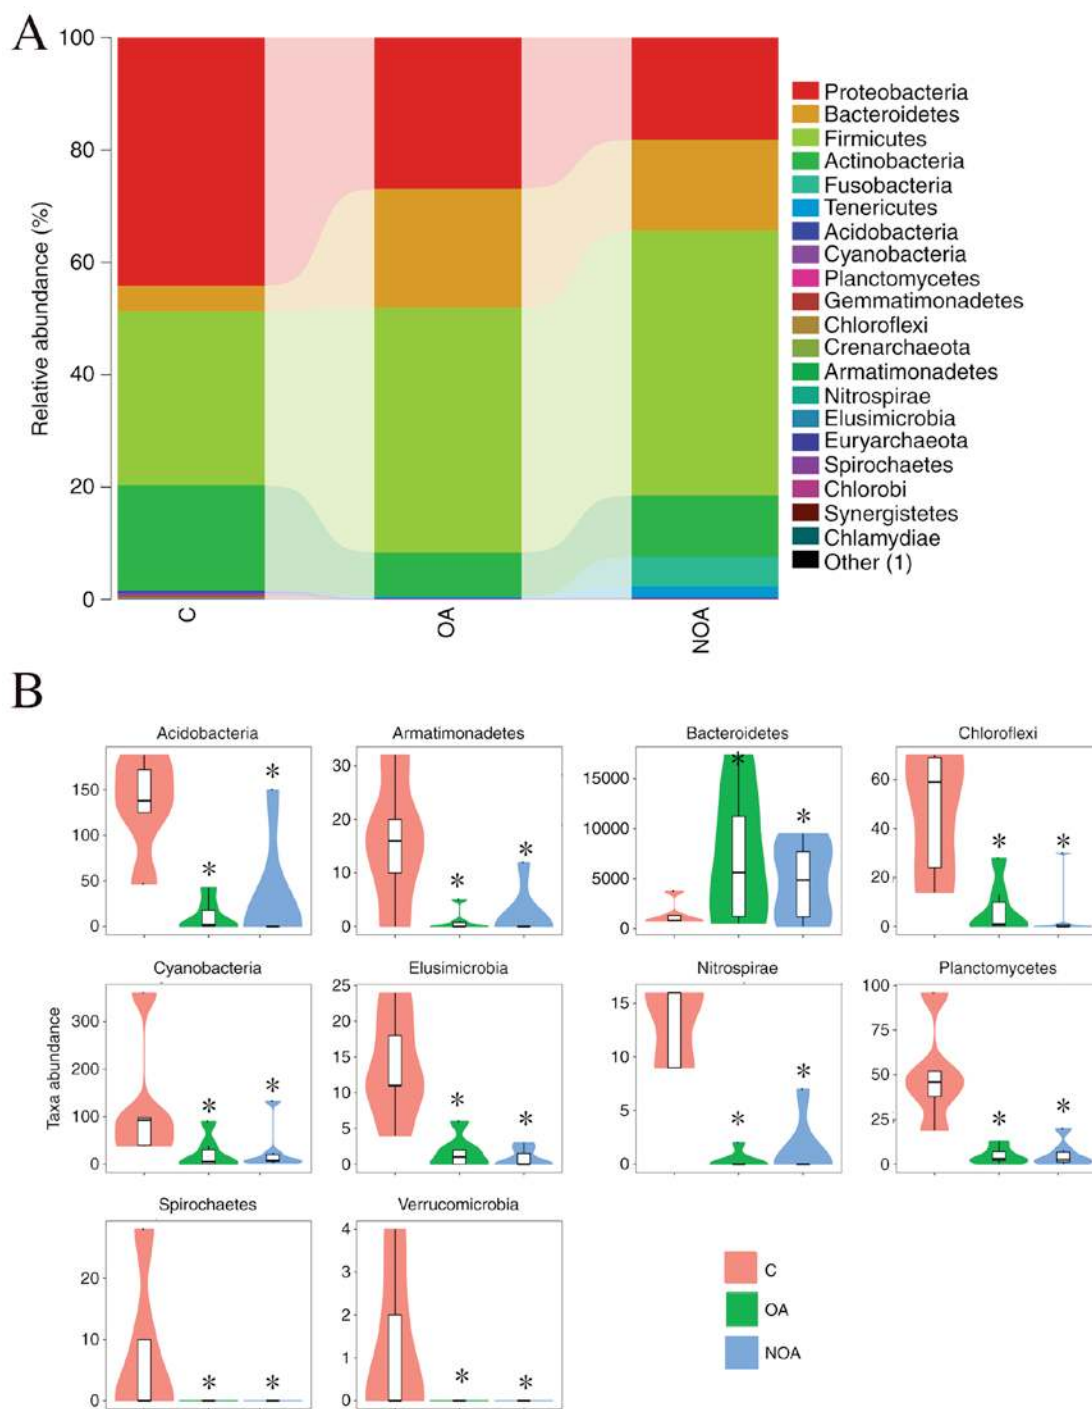 A
100
80
60
40
20
0
Relative abundance (%)
C
OA
NOA
Proteobacteria
Bacteroidetes
Firmicutes
Actinobacteria
Fusobacteria
Tenericutes
Acidobacteria
Cyanobacteria
Planctomycetes
Gemmatimonadetes
Chloroflexi
Crenarchaeota
Armatimonadetes
Nitrospirae
Elusimicrobia
Euryarchaeota
Spirochaetes
Chlorobi
Synergistetes
Chlamydiae
Other (1)
B
Taxa abundance
Acidobacteria
150
100
50
0
*
*
Armatimonadetes
30
20
10
0
*
*
Bacteroidetes
15000
10000
5000
0
*
*
Chloroflexi
60
40
20
0
*
*
Cyanobacteria
300
200
100
0
*
*
Elusimicrobia
25
20
15
10
5
0
*
*
Nitrospirae
15
10
5
0
*
*
Planctomycetes
100
75
50
25
0
*
*
Spirochaetes
20
10
0
*
*
Verrucomicrobia
4
3
2
1
0
*
*
C
OA
NOA